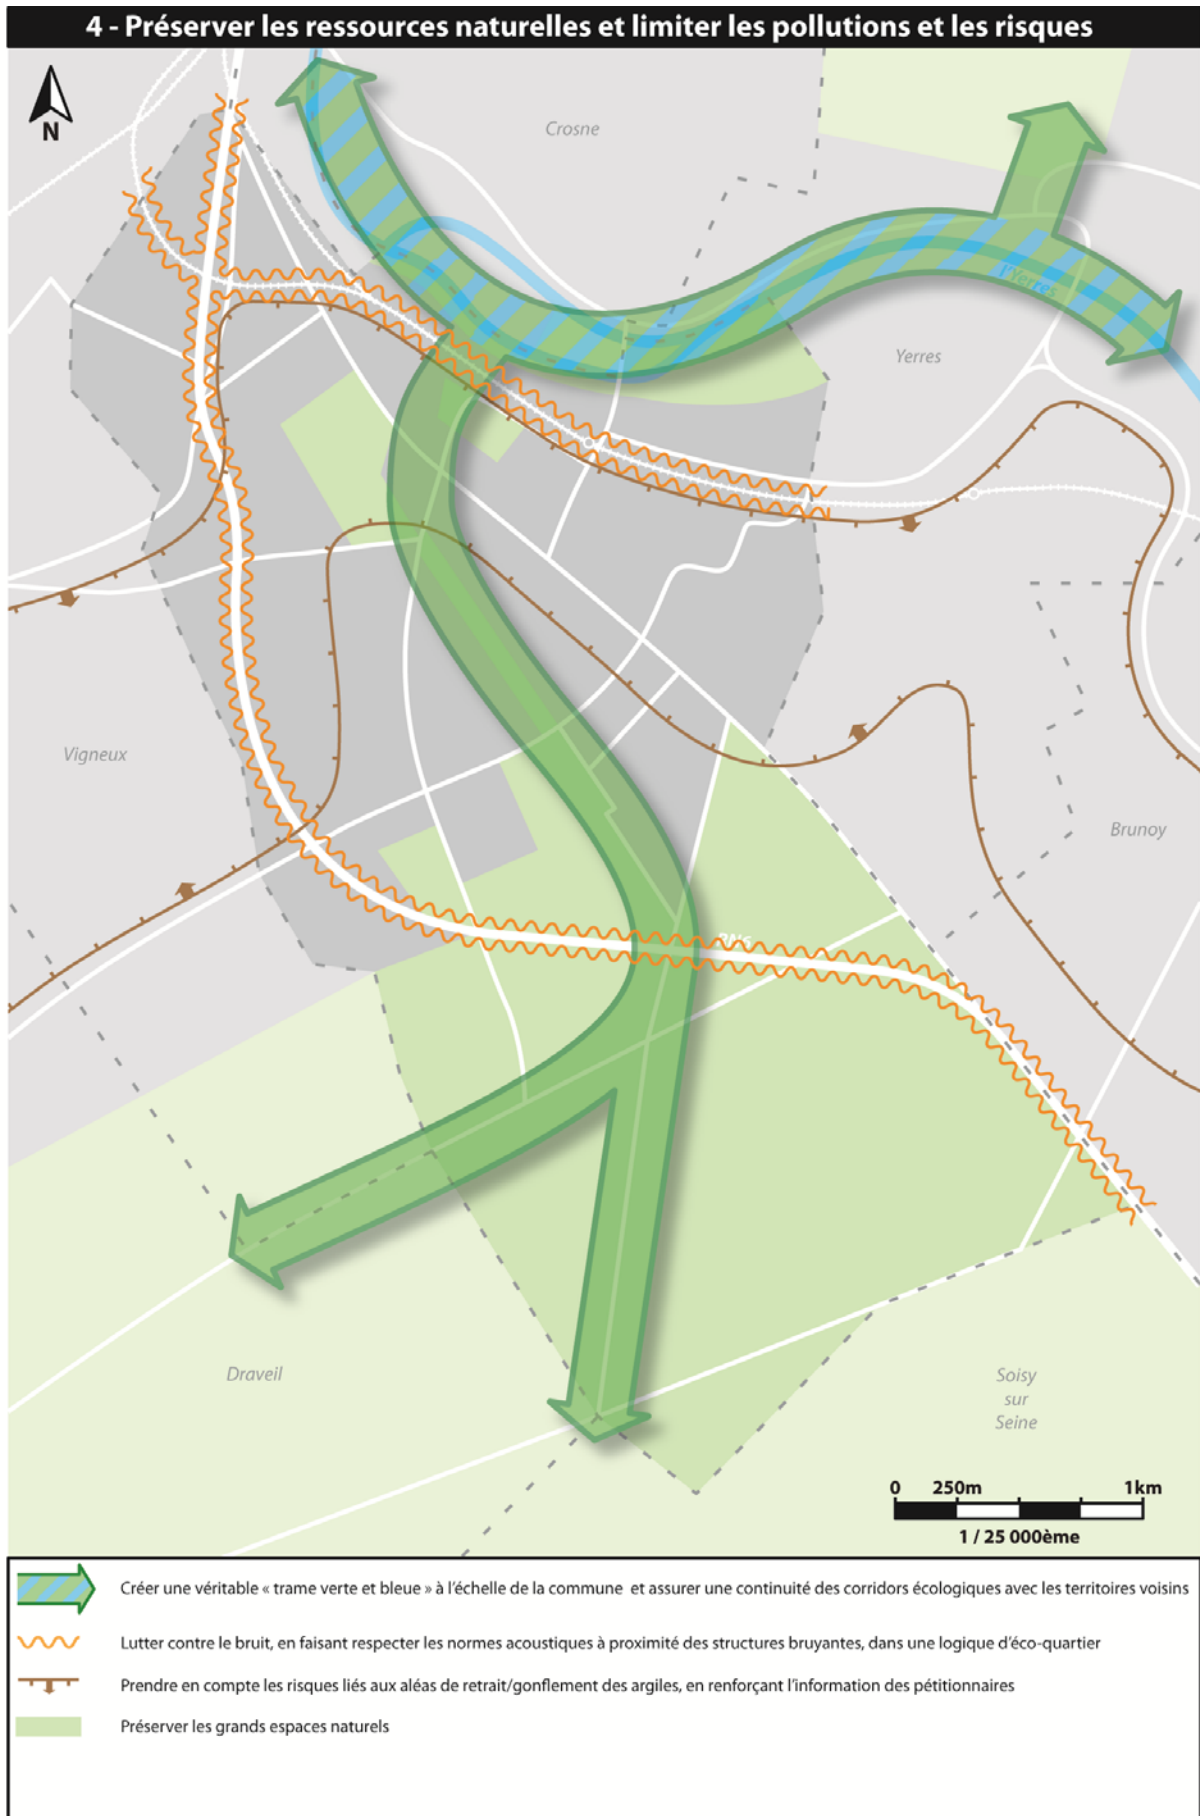 4 - Préserver les ressources naturelles et limiter les pollutions et les risques
N
Crosne
l'Yerres
Yerres
Vigneux
Brunoy
RN6
Draveil
Soisy
sur
Seine
0 250m 1km
1 / 25 000ème
Créer une véritable « trame verte et bleue » à l'échelle de la commune et assurer une continuité des corridors écologiques avec les territoires voisins
Lutter contre le bruit, en faisant respecter les normes acoustiques à proximité des structures bruyantes, dans une logique d'éco-quartier
Prendre en compte les risques liés aux aléas de retrait/gonflement des argiles, en renforçant l'information des pétitionnaires
Préserver les grands espaces naturels